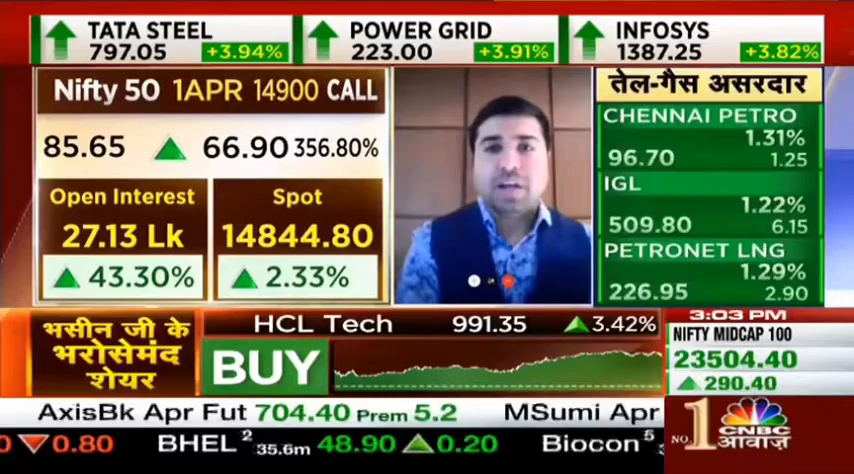 TATA STEEL
797.05 +3.94%
POWER GRID
223.00 +3.91%
INFOSYS
1387.25 +3.82%
Nifty 50 1APR 14900 CALL
85.65 66.90 356.80%
Open Interest
27.13 Lk
43.30%
Spot
14844.80
2.33%
तेल-गैस असरदार
CHENNAI PETRO
1.31%
96.70 1.25
IGL
1.22%
509.80 6.15
PETRONET LNG
1.29%
226.95 2.90
भसीन जी के
भरोसेमंद
शेयर
HCL Tech 991.35 3.42%
BUY
3:03 PM
NIFTY MIDCAP 100
23504.40
290.40
AxisBk Apr Fut 704.40 Prem 5.2 MSumi Apr
0 0.80 BHEL 2 35.6m 48.90 0.20 Biocon 5 3
NO. 1 CNBC
आवाज़